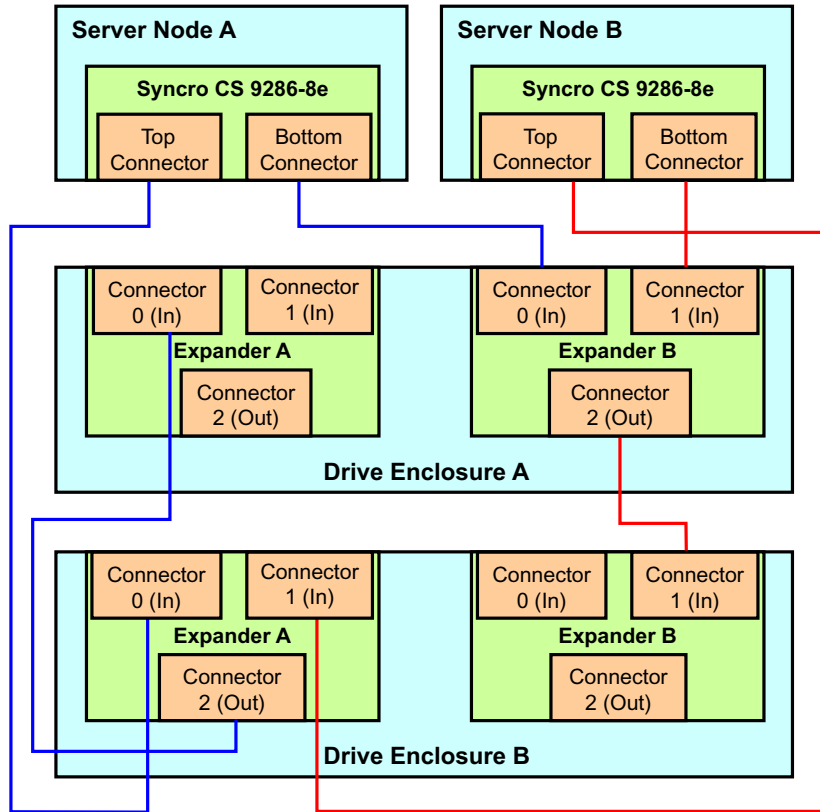 Server Node A
Server Node B
Syncro CS 9286-8e
Syncro CS 9286-8e
Top
Connector
Bottom
Connector
Top
Connector
Bottom
Connector
Connector
0 (In)
Connector
1 (In)
Connector
0 (In)
Connector
1 (In)
Expander A
Expander B
Connector
2 (Out)
Connector
2 (Out)
Drive Enclosure A
Connector
0 (In)
Connector
1 (In)
Connector
0 (In)
Connector
1 (In)
Expander A
Expander B
Connector
2 (Out)
Connector
2 (Out)
Drive Enclosure B